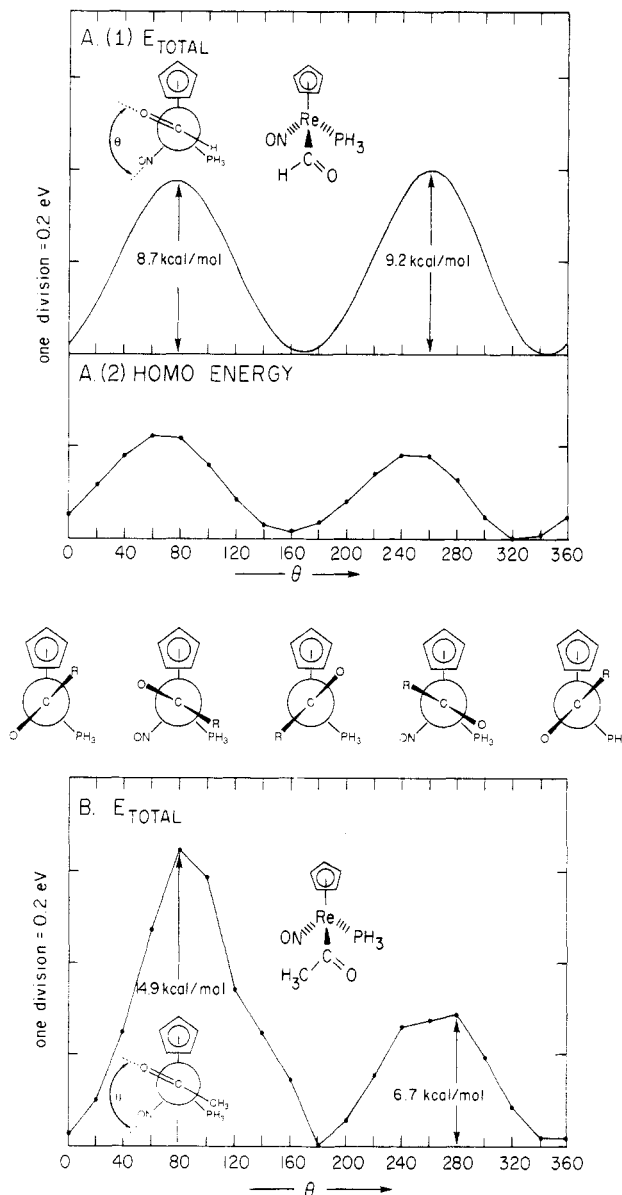 A. (1) E TOTAL
O C H
θ
ON PH3
Re
ON PH3
C
H O
8.7 kcal/mol
9.2 kcal/mol
one division = 0.2 eV
A. (2) HOMO ENERGY
0 40 80 120 160 200 240 280 320 360
θ
R O R
O R
C C C C C
R O
O ON PH3 R PH3 ON PH3 O PH
PH3
B. E TOTAL
one division = 0.2 eV
Re
ON PH3
C
H3C O
14.9 kcal/mol
6.7 kcal/mol
O C CH3
θ
ON PH3
0 40 80 120 160 200 240 280 320 360
θ